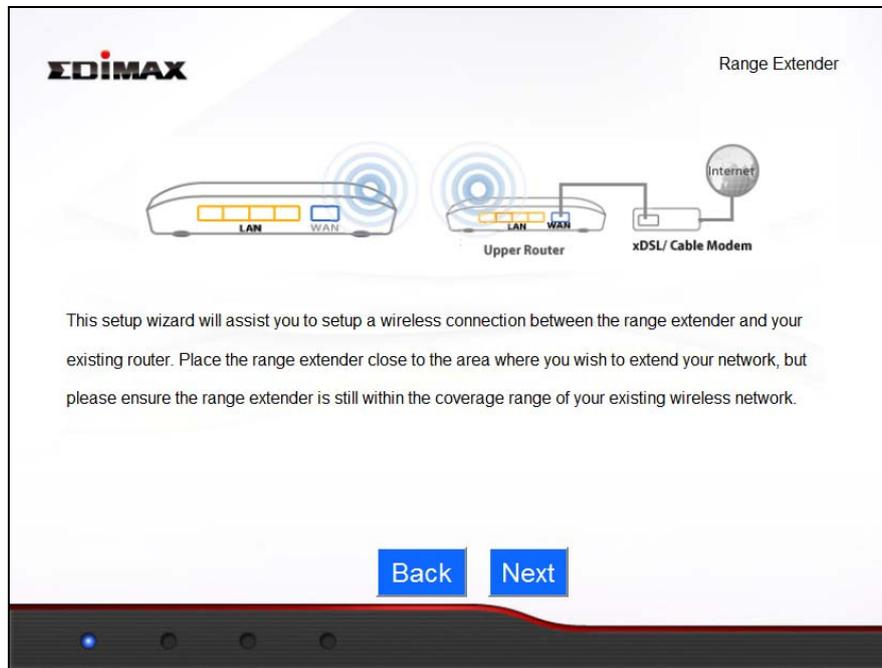 EDIMAX
Range Extender
Internet
LAN
WAN
LAN
WAN
Upper Router
xDSL/ Cable Modem
This setup wizard will assist you to setup a wireless connection between the range extender and your
existing router. Place the range extender close to the area where you wish to extend your network, but
please ensure the range extender is still within the coverage range of your existing wireless network.
Back
Next